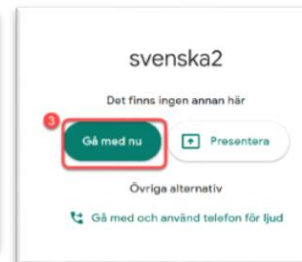 svenska2
Det finns ingen annan här
3
Gå med nu
Presentera
Övriga alternativ
Gå med och använd telefon för ljud